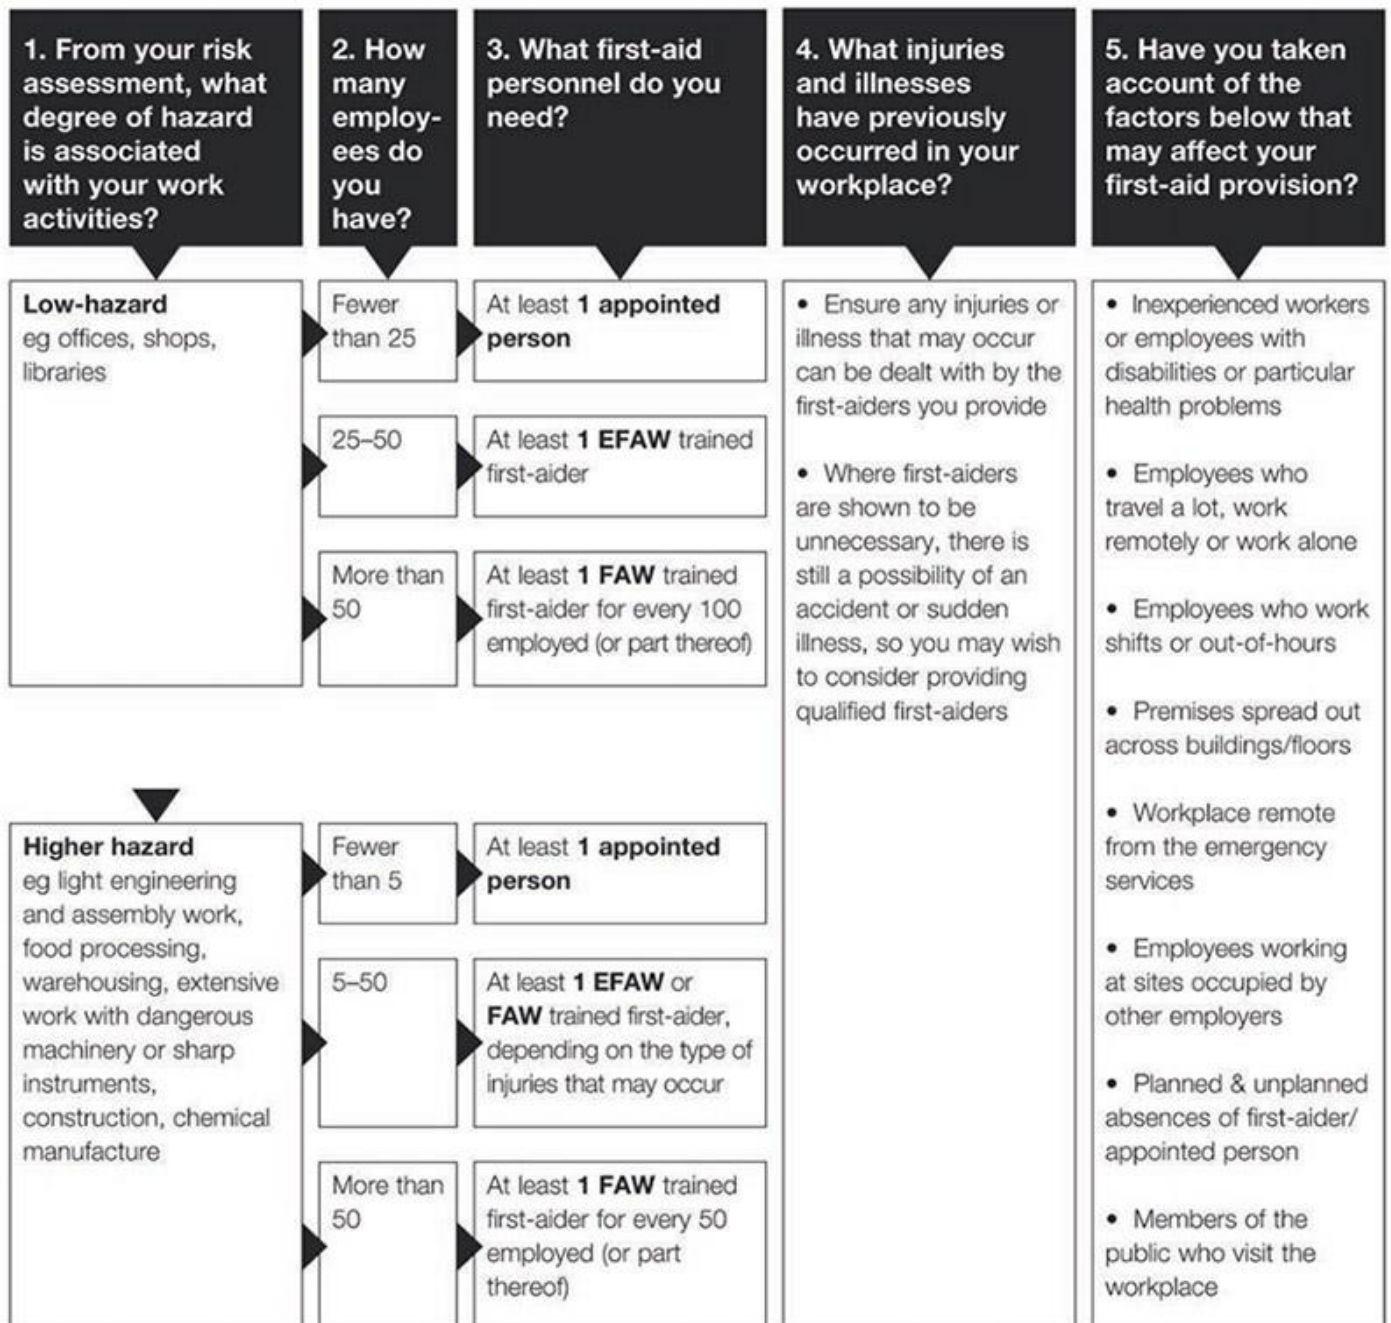 1. From your risk
assessment, what
degree of hazard
is associated
with your work
activities?
2. How
many
employ-
ees do
you
have?
3. What first-aid
personnel do you
need?
4. What injuries
and illnesses
have previously
occurred in your
workplace?
5. Have you taken
account of the
factors below that
may affect your
first-aid provision?
Low-hazard
eg offices, shops,
libraries
Fewer
than 25
At least 1 appointed
person
25–50
At least 1 EFAW trained
first-aider
More than
50
At least 1 FAW trained
first-aider for every 100
employed (or part thereof)
Higher hazard
eg light engineering
and assembly work,
food processing,
warehousing, extensive
work with dangerous
machinery or sharp
instruments,
construction, chemical
manufacture
Fewer
than 5
At least 1 appointed
person
5–50
At least 1 EFAW or
FAW trained first-aider,
depending on the type of
injuries that may occur
More than
50
At least 1 FAW trained
first-aider for every 50
employed (or part
thereof)
• Ensure any injuries or
illness that may occur
can be dealt with by the
first-aiders you provide
• Where first-aiders
are shown to be
unnecessary, there is
still a possibility of an
accident or sudden
illness, so you may wish
to consider providing
qualified first-aiders
• Inexperienced workers
or employees with
disabilities or particular
health problems
• Employees who
travel a lot, work
remotely or work alone
• Employees who work
shifts or out-of-hours
• Premises spread out
across buildings/floors
• Workplace remote
from the emergency
services
• Employees working
at sites occupied by
other employers
• Planned & unplanned
absences of first-aider/
appointed person
• Members of the
public who visit the
workplace